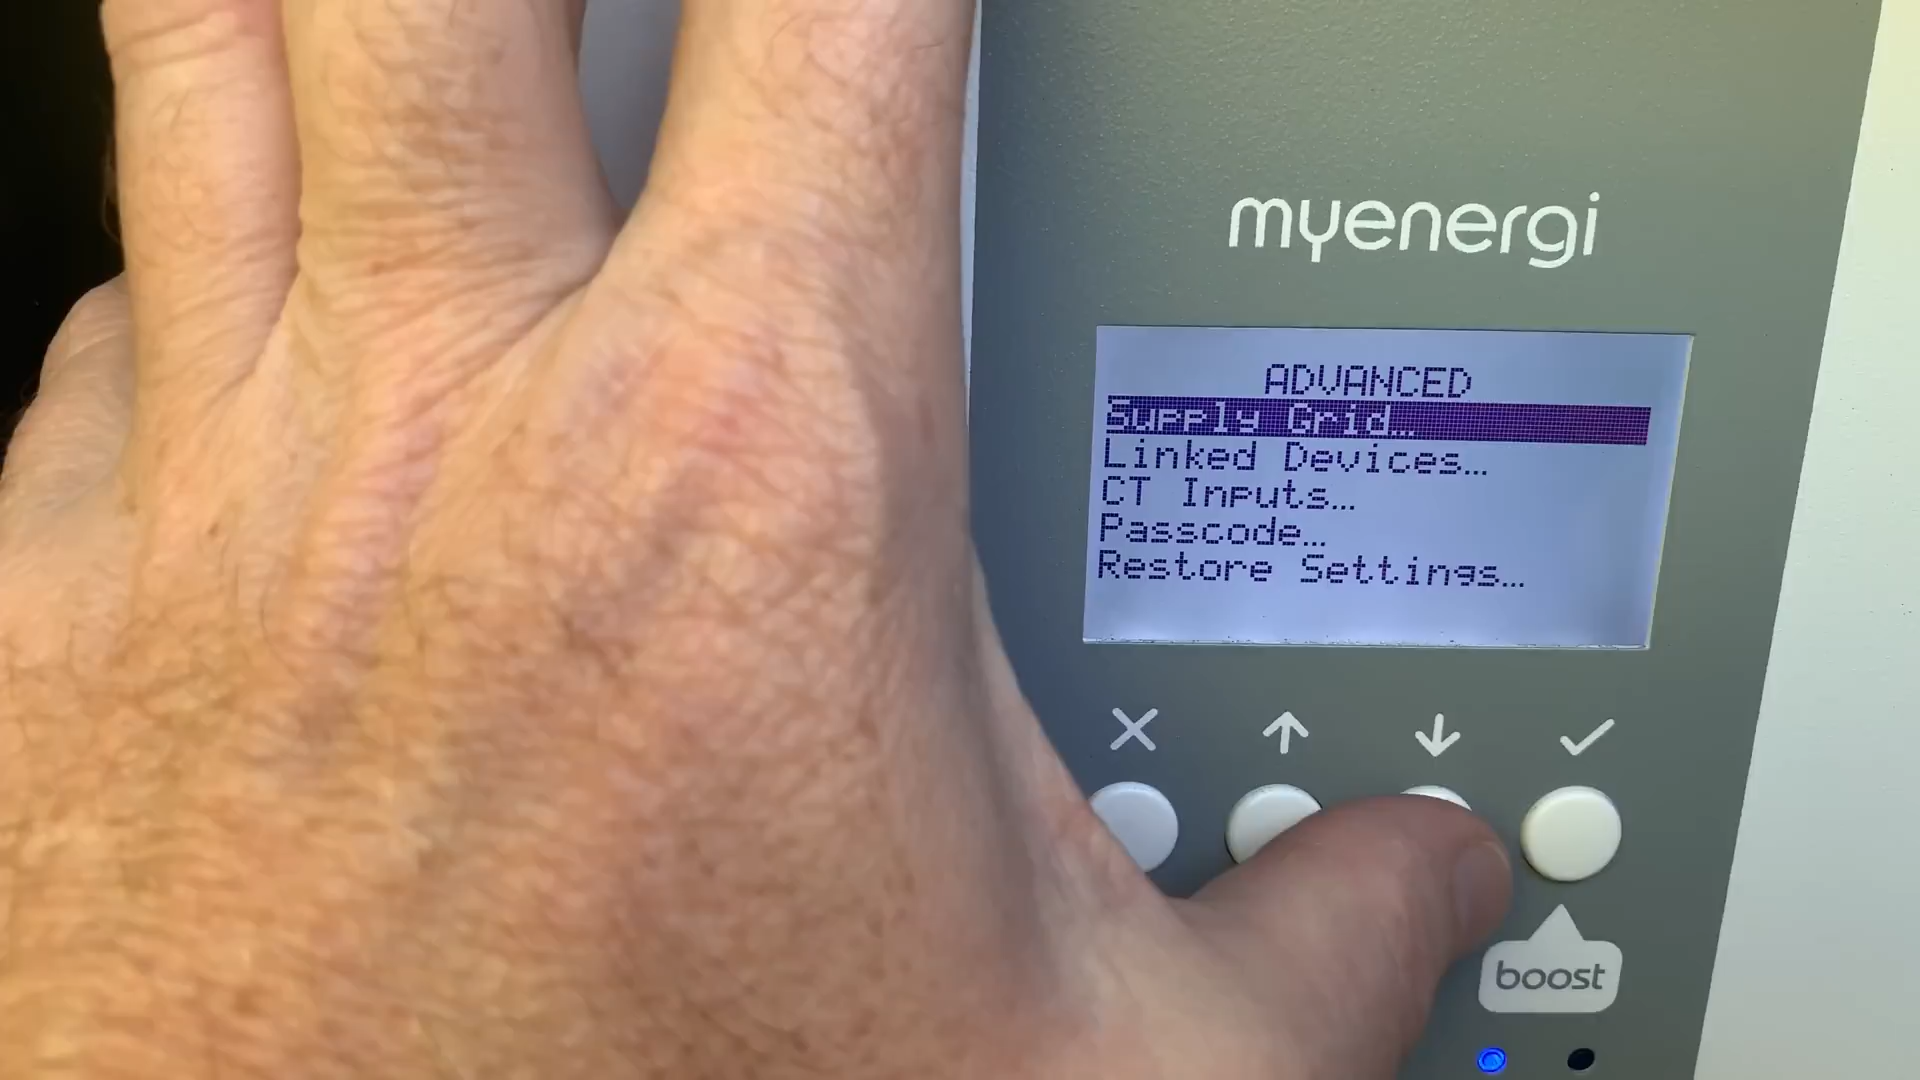 myenergi
ADVANCED
Supply Grid…
Linked Devices…
CT Inputs…
Passcode…
Restore Settings…
boost